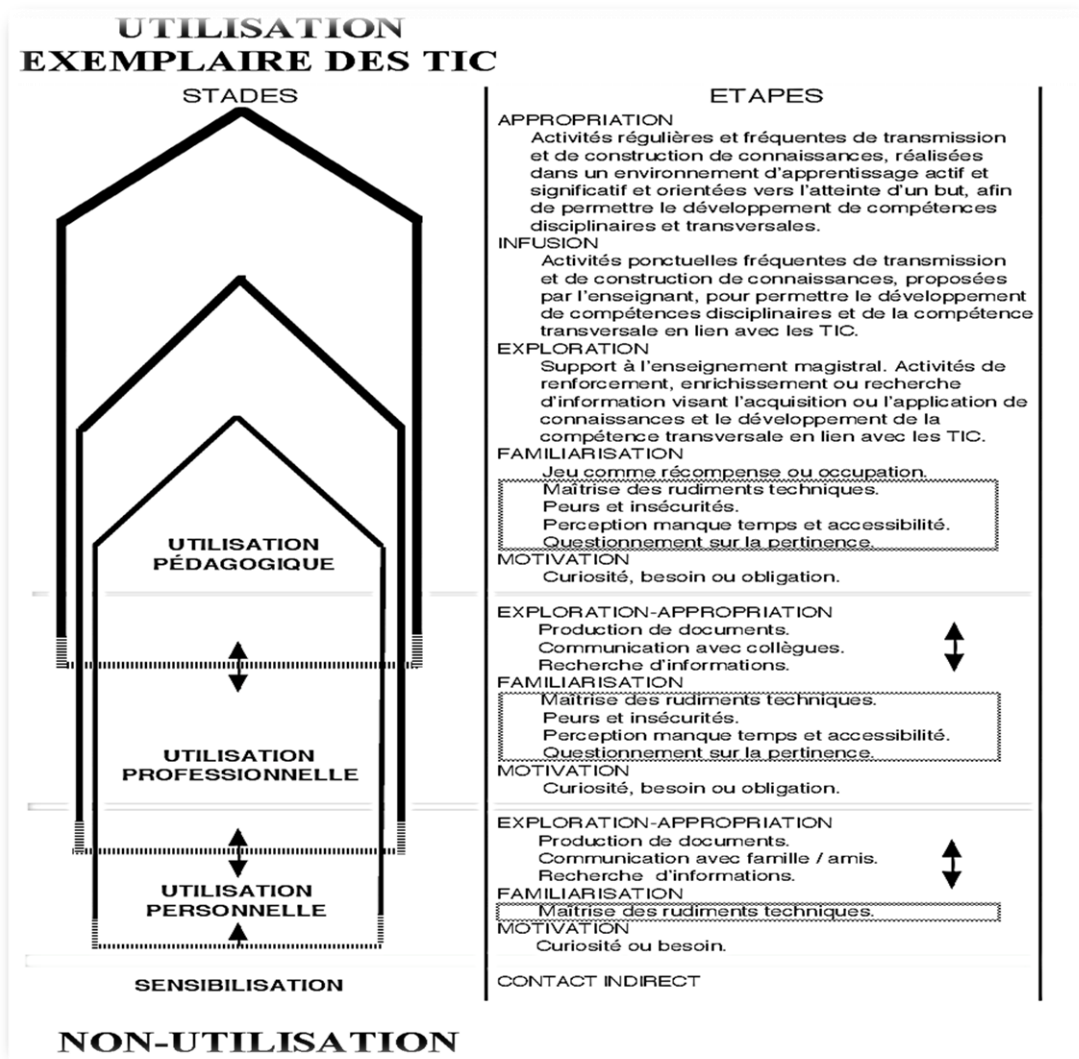 UTILISATION
EXEMPLAIRE DES TIC
STADES
UTILISATION
PÉDAGOGIQUE
UTILISATION
PROFESSIONNELLE
UTILISATION
PERSONNELLE
SENSIBILISATION
NON-UTILISATION
ETAPES
APPROPRIATION
Activités régulières et fréquentes de transmission
et de construction de connaissances, réalisées
dans un environnement d'apprentissage actif et
significatif et orientées vers l'atteinte d'un but, afin
de permettre le développement de compétences
disciplinaires et transversales.
INFUSION
Activités ponctuelles fréquentes de transmission
et de construction de connaissances, proposées
par l'enseignant, pour permettre le développement
de compétences disciplinaires et de la compétence
transversale en lien avec les TIC.
EXPLORATION
Support à l'enseignement magistral. Activités de
renforcement, enrichissement ou recherche
d'information visant l'acquisition ou l'application de
connaissances et le développement de la
compétence transversale en lien avec les TIC.
FAMILIARISATION
Jeu comme récompense ou occupation.
Maîtrise des rudiments techniques.
Peurs et insécurités.
Perception manque temps et accessibilité.
Questionnement sur la pertinence.
MOTIVATION
Curiosité, besoin ou obligation.
EXPLORATION-APPROPRIATION
Production de documents.
Communication avec collègues.
Recherche d'informations.
FAMILIARISATION
Maîtrise des rudiments techniques.
Peurs et insécurités.
Perception manque temps et accessibilité.
Questionnement sur la pertinence.
MOTIVATION
Curiosité, besoin ou obligation.
EXPLORATION-APPROPRIATION
Production de documents.
Communication avec famille / amis.
Recherche d'informations.
FAMILIARISATION
Maîtrise des rudiments techniques.
MOTIVATION
Curiosité ou besoin.
CONTACT INDIRECT